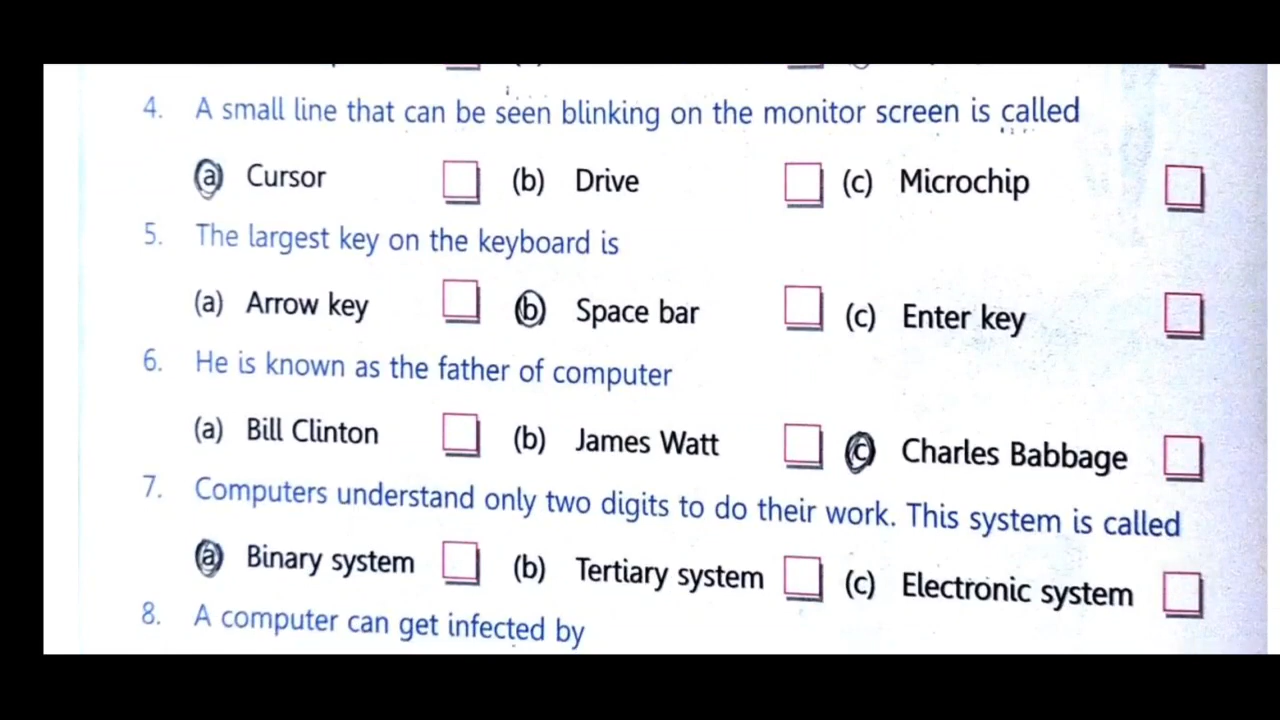 4. A small line that can be seen blinking on the monitor screen is called
(a) Cursor (b) Drive (c) Microchip
5. The largest key on the keyboard is
(a) Arrow key (b) Space bar (c) Enter key
6. He is known as the father of computer
(a) Bill Clinton (b) James Watt (c) Charles Babbage
7. Computers understand only two digits to do their work. This system is called
(a) Binary system (b) Tertiary system (c) Electronic system
8. A computer can get infected by